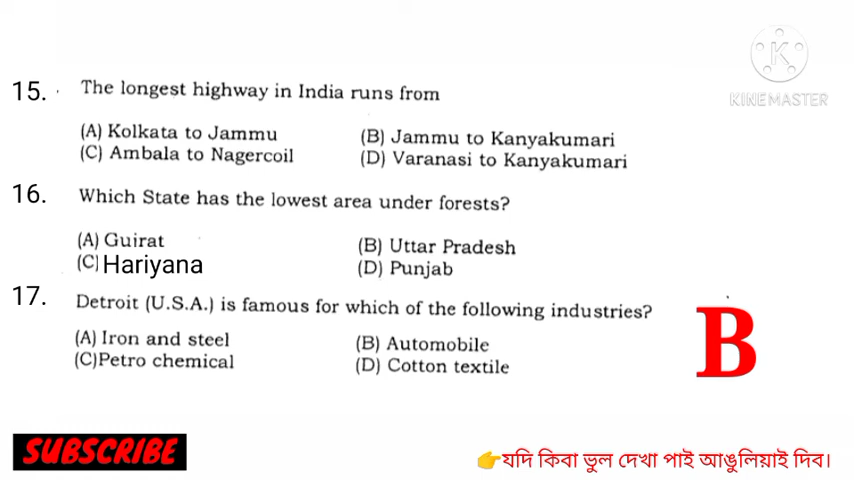 KINEMASTER
15. The longest highway in India runs from
(A) Kolkata to Jammu (B) Jammu to Kanyakumari
(C) Ambala to Nagercoil (D) Varanasi to Kanyakumari
16. Which State has the lowest area under forests?
(A) Guirat (B) Uttar Pradesh
(C) Hariyana (D) Punjab
17. Detroit (U.S.A.) is famous for which of the following industries?
B
(A) Iron and steel (B) Automobile
(C)Petro chemical (D) Cotton textile
SUBSCRIBE
👉যদি কিবা ভুল দেখা পাই আঙুলিয়াই দিব।